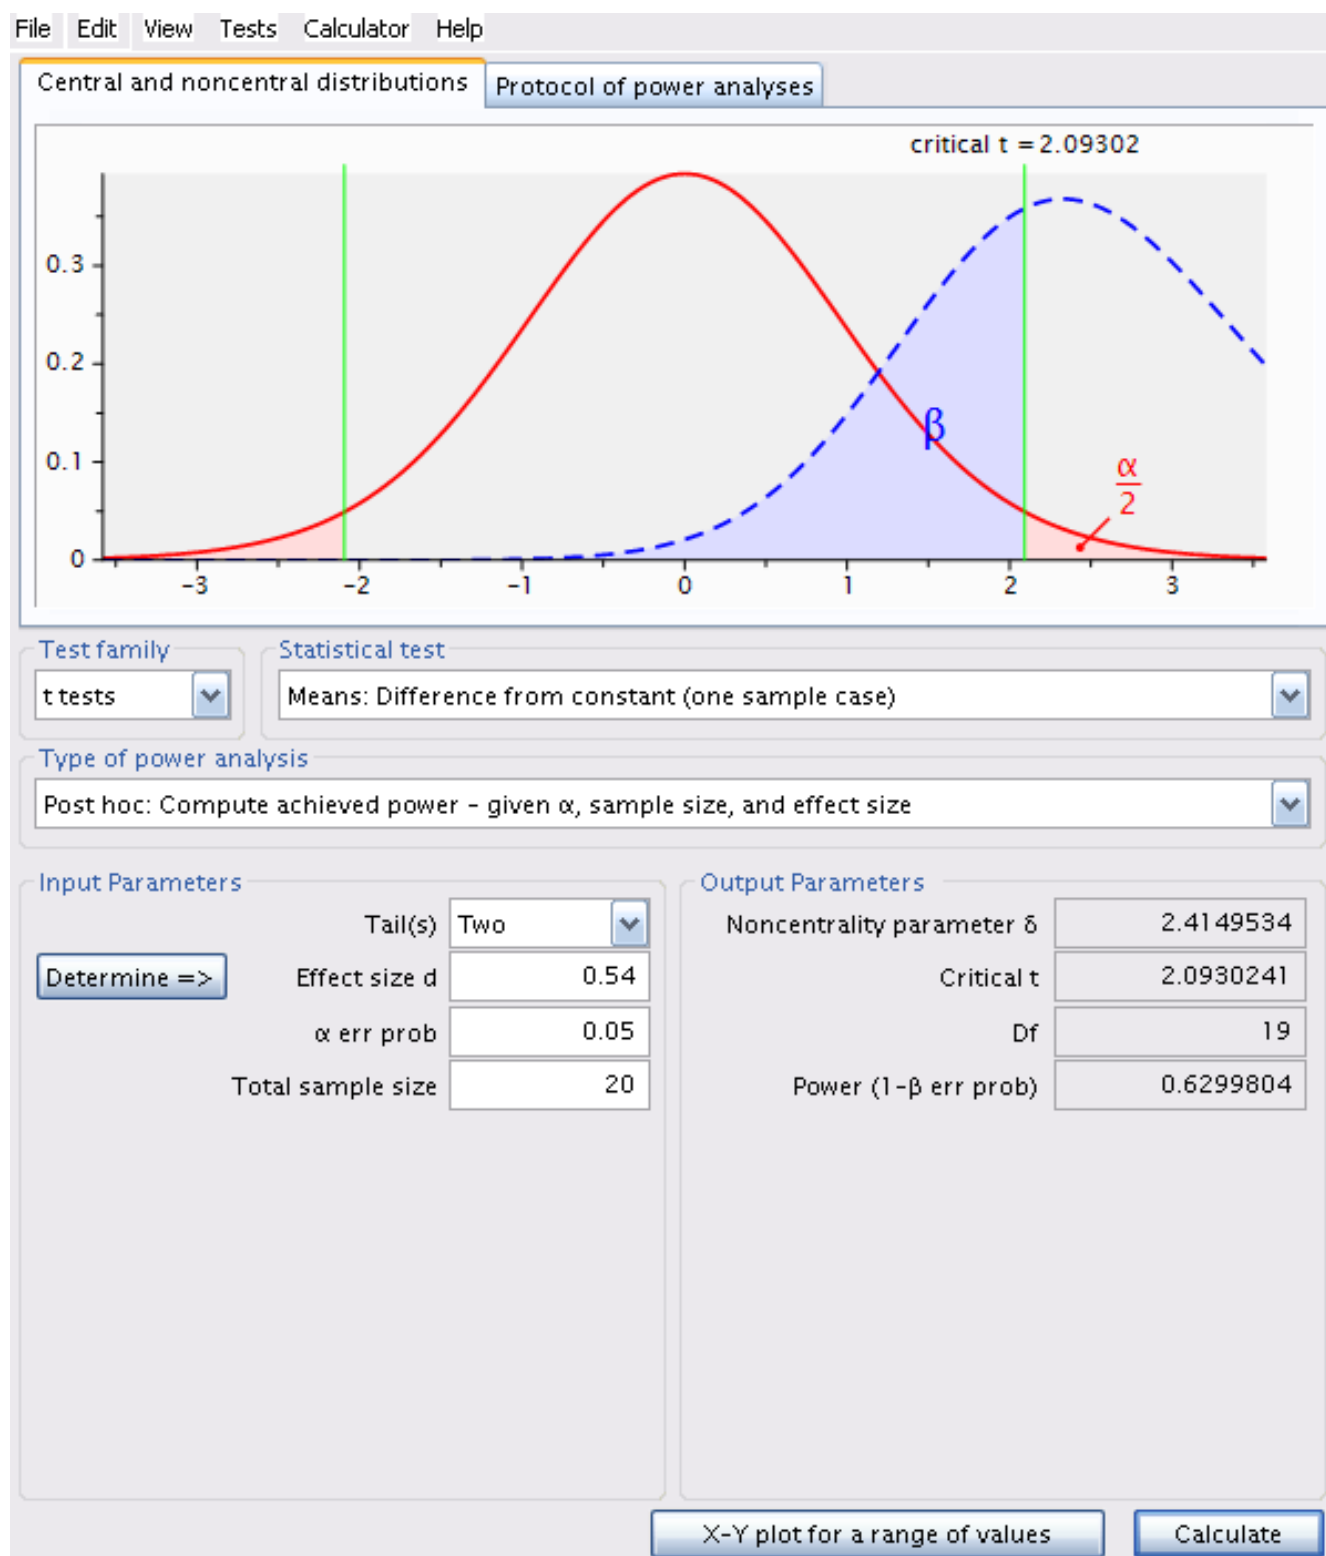 File Edit View Tests Calculator Help
Central and noncentral distributions Protocol of power analyses
critical t = 2.09302
0.3
0.2
β
0.1
α
2
0
-3 -2 -1 0 1 2 3
Test family Statistical test
t tests Means: Difference from constant (one sample case)
Type of power analysis
Post hoc: Compute achieved power – given α, sample size, and effect size
Input Parameters Output Parameters
Tail(s) Two Noncentrality parameter δ 2.4149534
Determine => Effect size d 0.54 Critical t 2.0930241
α err prob 0.05 Df 19
Total sample size 20 Power (1-β err prob) 0.6299804
X-Y plot for a range of values Calculate